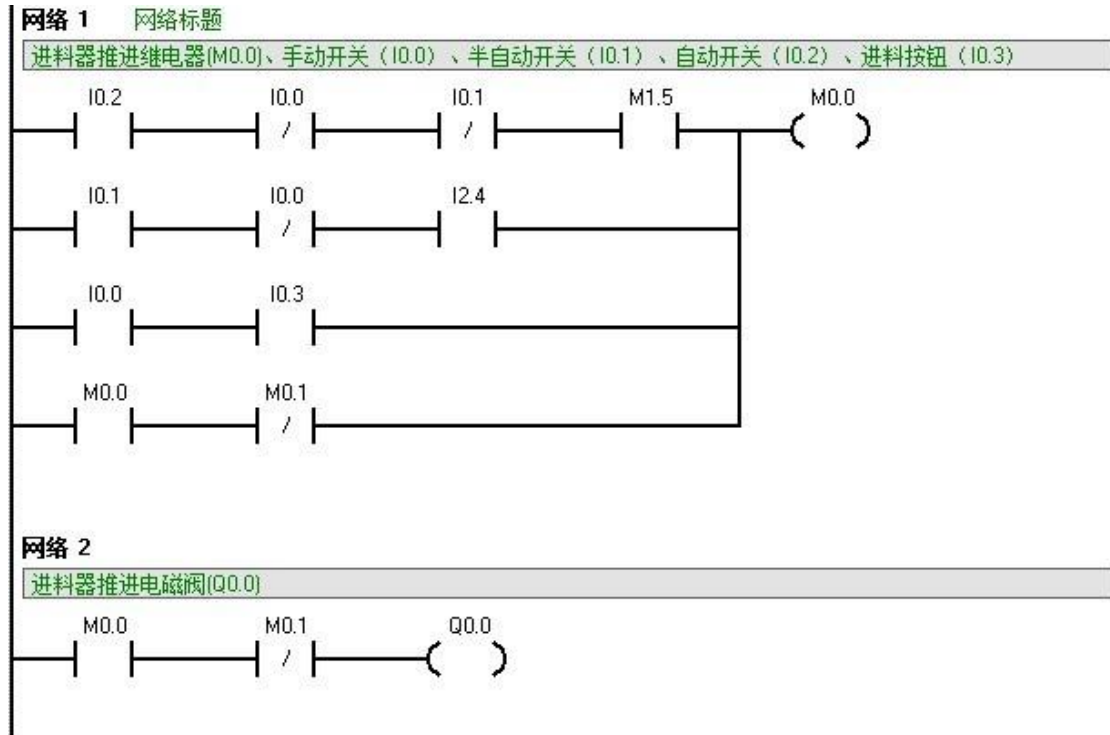 网络 1 网络标题
进料器推进继电器(M0.0)、手动开关（I0.0）、半自动开关（I0.1）、自动开关（I0.2）、进料按钮（I0.3）
I0.2 I0.0 I0.1 M1.5 M0.0
I0.1 I0.0 I2.4
I0.0 I0.3
M0.0 M0.1
网络 2
进料器推进电磁阀(Q0.0)
M0.0 M0.1 Q0.0